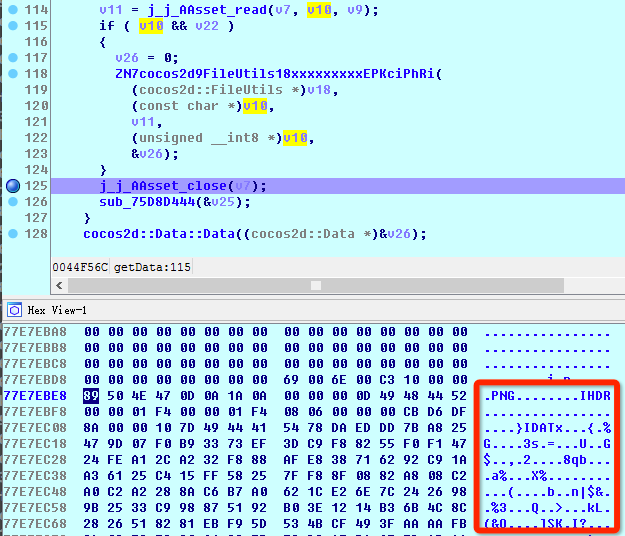 114 v11 = j_j_AAsset_read(v7, v10, v9);
115 if ( v10 && v22 )
116 {
117 v26 = 0;
118 ZN7cocos2d9FileUtils18xxxxxxxxxEPKciPhRi(
119 (cocos2d::FileUtils *)v18,
120 (const char *)v10,
121 v11,
122 (unsigned __int8 *)v10,
123 &v26);
124 }
125 j_j_AAsset_close(v7);
126 sub_75D8D444(&v25);
127 }
128 cocos2d::Data::Data((cocos2d::Data *)&v26);
0044F56C getData:115
Hex View-1
77E7EBA8 00 00 00 00 00 00 00 00 00 00 00 00 00 00 00 00 ................
77E7EBB8 00 00 00 00 00 00 00 00 00 00 00 00 00 00 00 00 ................
77E7EBC8 00 00 00 00 00 00 00 00 00 00 00 00 00 00 00 00 ................
77E7EBD8 00 00 00 00 00 00 00 00 69 00 6E 00 C3 10 00 00
77E7EBE8 89 50 4E 47 0D 0A 1A 0A 00 00 00 0D 49 48 44 52 .PNG........IHDR
77E7EBF8 00 00 01 F4 00 00 01 F4 08 06 00 00 00 CB D6 DF ................
77E7EC08 8A 00 00 10 7D 49 44 41 54 78 DA ED DD 7B A8 25 ....}IDATx...{.%
77E7EC18 47 9D 07 F0 B9 33 73 EF 3D C9 F8 82 55 F0 F1 47 G....3s.=...U..G
77E7EC28 24 FE A1 2C A2 32 F8 88 AF E8 38 71 62 92 C9 1A $..,.2....8qb...
77E7EC38 A3 61 25 C4 15 FF 58 25 7F F8 8F 08 82 A8 08 C2 .a%...X%........
77E7EC48 A0 C2 A2 28 8A C6 B7 A0 62 1C E2 6E 7C 24 26 98 ...(....b..n|$&.
77E7EC58 9B 25 33 C9 98 87 51 92 B0 3E 12 14 B3 6B 4C 8C .%3...Q..>...kL.
77E7EC68 28 26 51 82 81 EB F9 5D 53 4B CF 49 3F AA AA FB (&Q....]SK.I?...